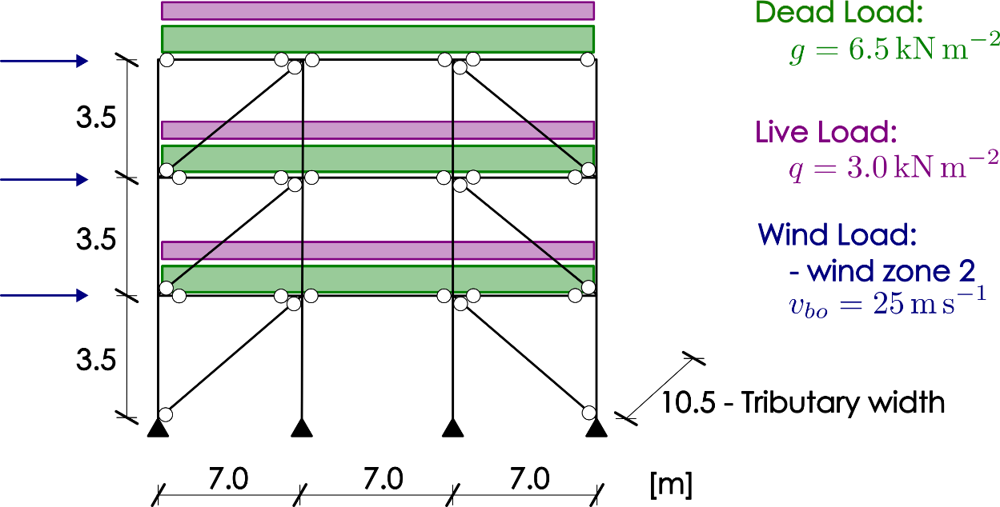 Dead Load:
g = 6.5 kN m⁻²
3.5
Live Load:
q = 3.0 kN m⁻²
3.5
Wind Load:
- wind zone 2
v_bo = 25 m s⁻¹
3.5
10.5 - Tributary width
7.0 7.0 7.0 [m]